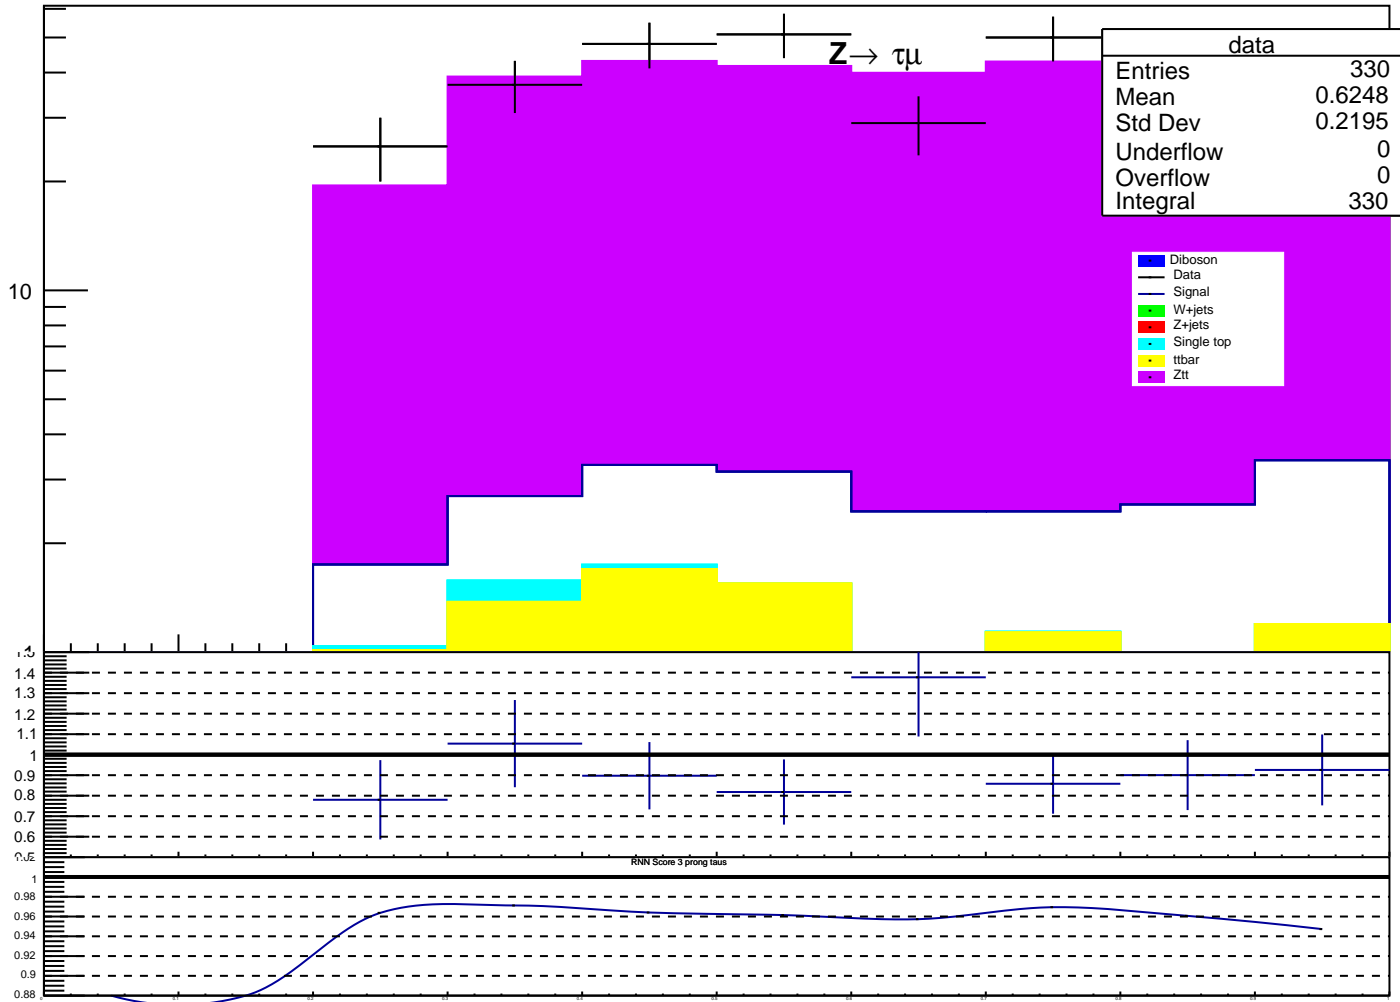 Z→ τμ
data
Entries 330
Mean 0.6248
Std Dev 0.2195
Underflow 0
Overflow 0
Integral 330
10
Diboson
Data
Signal
W+jets
Z+jets
Single top
ttbar
Ztt
1.4
1.3
1.2
1.1
1
0.9
0.8
0.7
0.6
RNN Score 3 prong taus
1
0.98
0.96
0.94
0.92
0.9
0.88